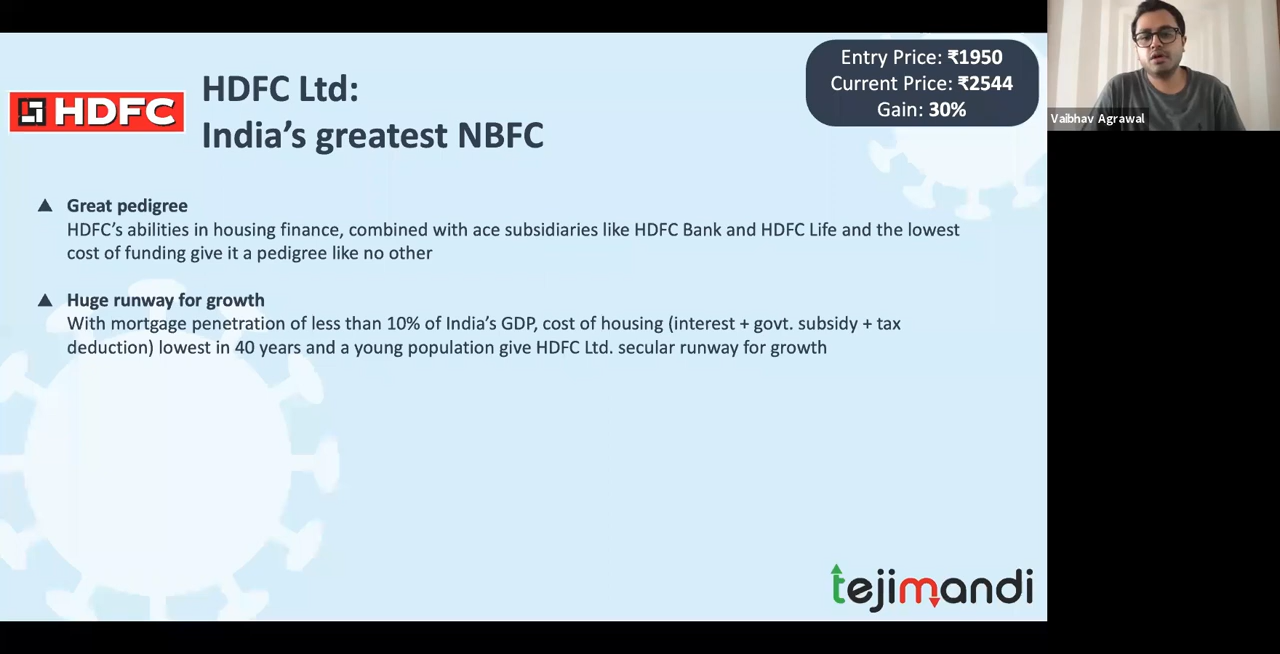 HDFC
HDFC Ltd:
India's greatest NBFC
Entry Price: ₹1950
Current Price: ₹2544
Gain: 30%
Vaibhav Agrawal
▲ Great pedigree
HDFC's abilities in housing finance, combined with ace subsidiaries like HDFC Bank and HDFC Life and the lowest
cost of funding give it a pedigree like no other
▲ Huge runway for growth
With mortgage penetration of less than 10% of India's GDP, cost of housing (interest + govt. subsidy + tax
deduction) lowest in 40 years and a young population give HDFC Ltd. secular runway for growth
tejimandi